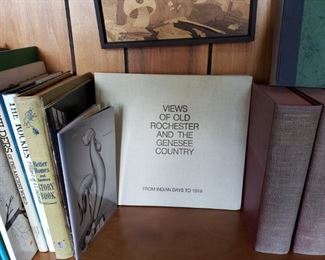 THE ROCKIES
Better
Homes
and Gardens
STORY
BOOK
VIEWS
OF OLD
ROCHESTER
AND THE
GENESEE
COUNTRY
FROM INDIAN DAYS TO 1918